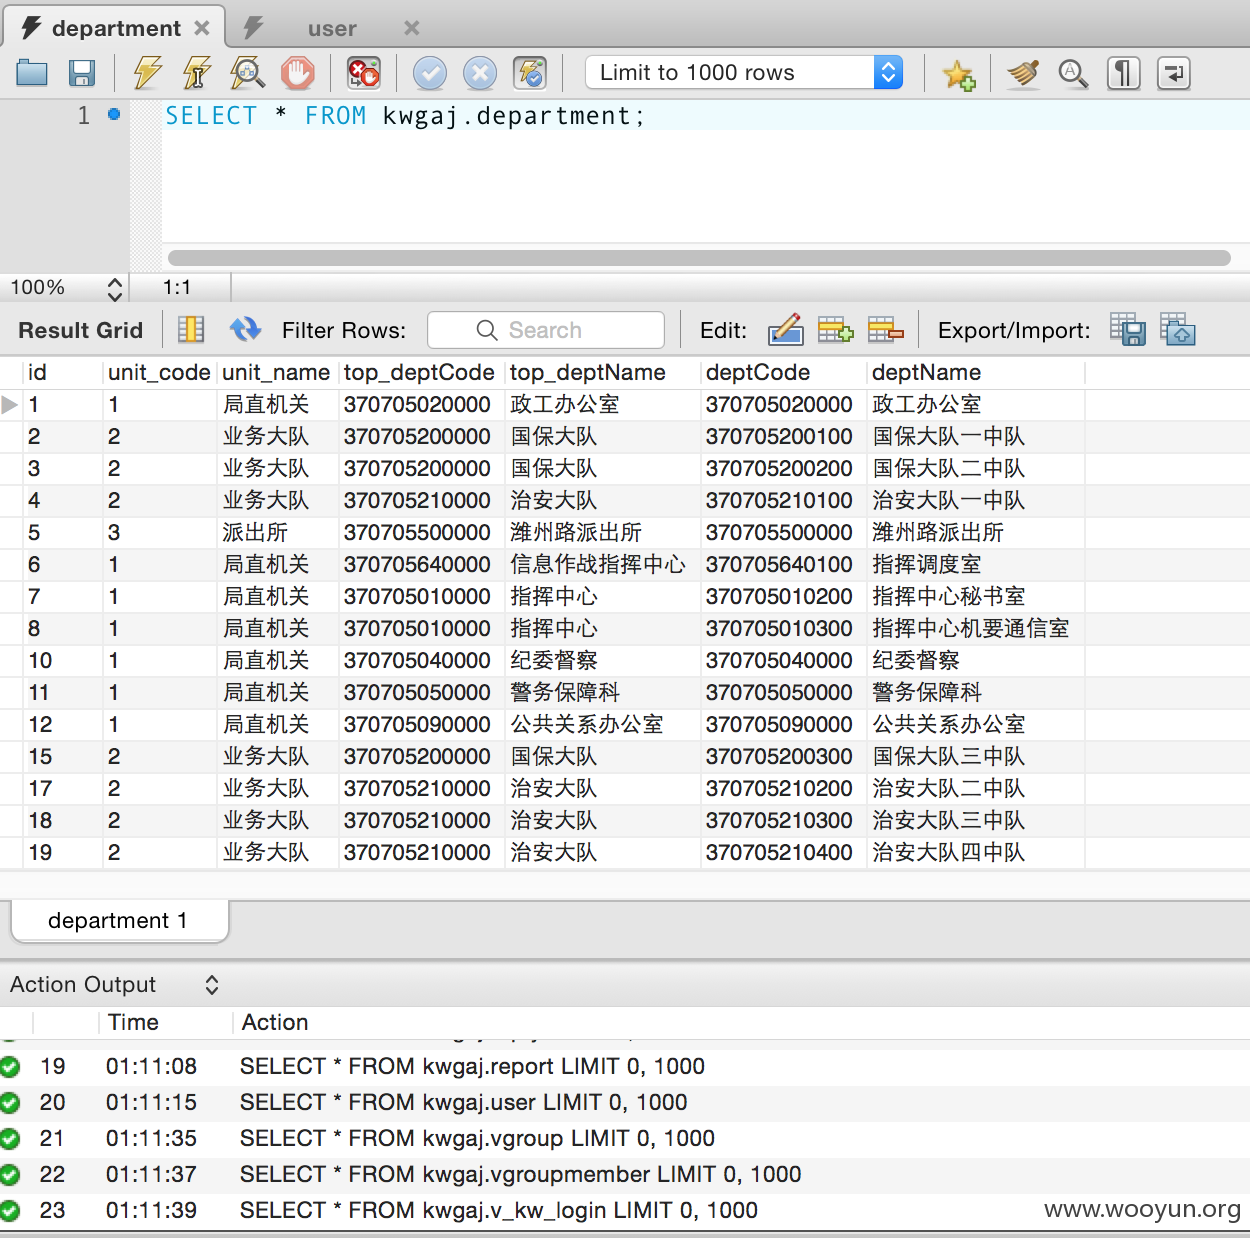 department user
Limit to 1000 rows
1 SELECT * FROM kwgaj.department;
100% 1:1
Result Grid Filter Rows: Search Edit: Export/Import:
id unit_code unit_name top_deptCode top_deptName deptCode deptName
1 1 局直机关 370705020000 政工办公室 370705020000 政工办公室
2 2 业务大队 370705200000 国保大队 370705200100 国保大队一中队
3 2 业务大队 370705200000 国保大队 370705200200 国保大队二中队
4 2 业务大队 370705210000 治安大队 370705210100 治安大队一中队
5 3 派出所 370705500000 潍州路派出所 370705500000 潍州路派出所
6 1 局直机关 370705640000 信息作战指挥中心 370705640100 指挥调度室
7 1 局直机关 370705010000 指挥中心 370705010200 指挥中心秘书室
8 1 局直机关 370705010000 指挥中心 370705010300 指挥中心机要通信室
10 1 局直机关 370705040000 纪委督察 370705040000 纪委督察
11 1 局直机关 370705050000 警务保障科 370705050000 警务保障科
12 1 局直机关 370705090000 公共关系办公室 370705090000 公共关系办公室
15 2 业务大队 370705200000 国保大队 370705200300 国保大队三中队
17 2 业务大队 370705210000 治安大队 370705210200 治安大队二中队
18 2 业务大队 370705210000 治安大队 370705210300 治安大队三中队
19 2 业务大队 370705210000 治安大队 370705210400 治安大队四中队
department 1
Action Output
Time Action
19 01:11:08 SELECT * FROM kwgaj.report LIMIT 0, 1000
20 01:11:15 SELECT * FROM kwgaj.user LIMIT 0, 1000
21 01:11:35 SELECT * FROM kwgaj.vgroup LIMIT 0, 1000
22 01:11:37 SELECT * FROM kwgaj.vgroupmember LIMIT 0, 1000
23 01:11:39 SELECT * FROM kwgaj.v_kw_login LIMIT 0, 1000
www.wooyun.org